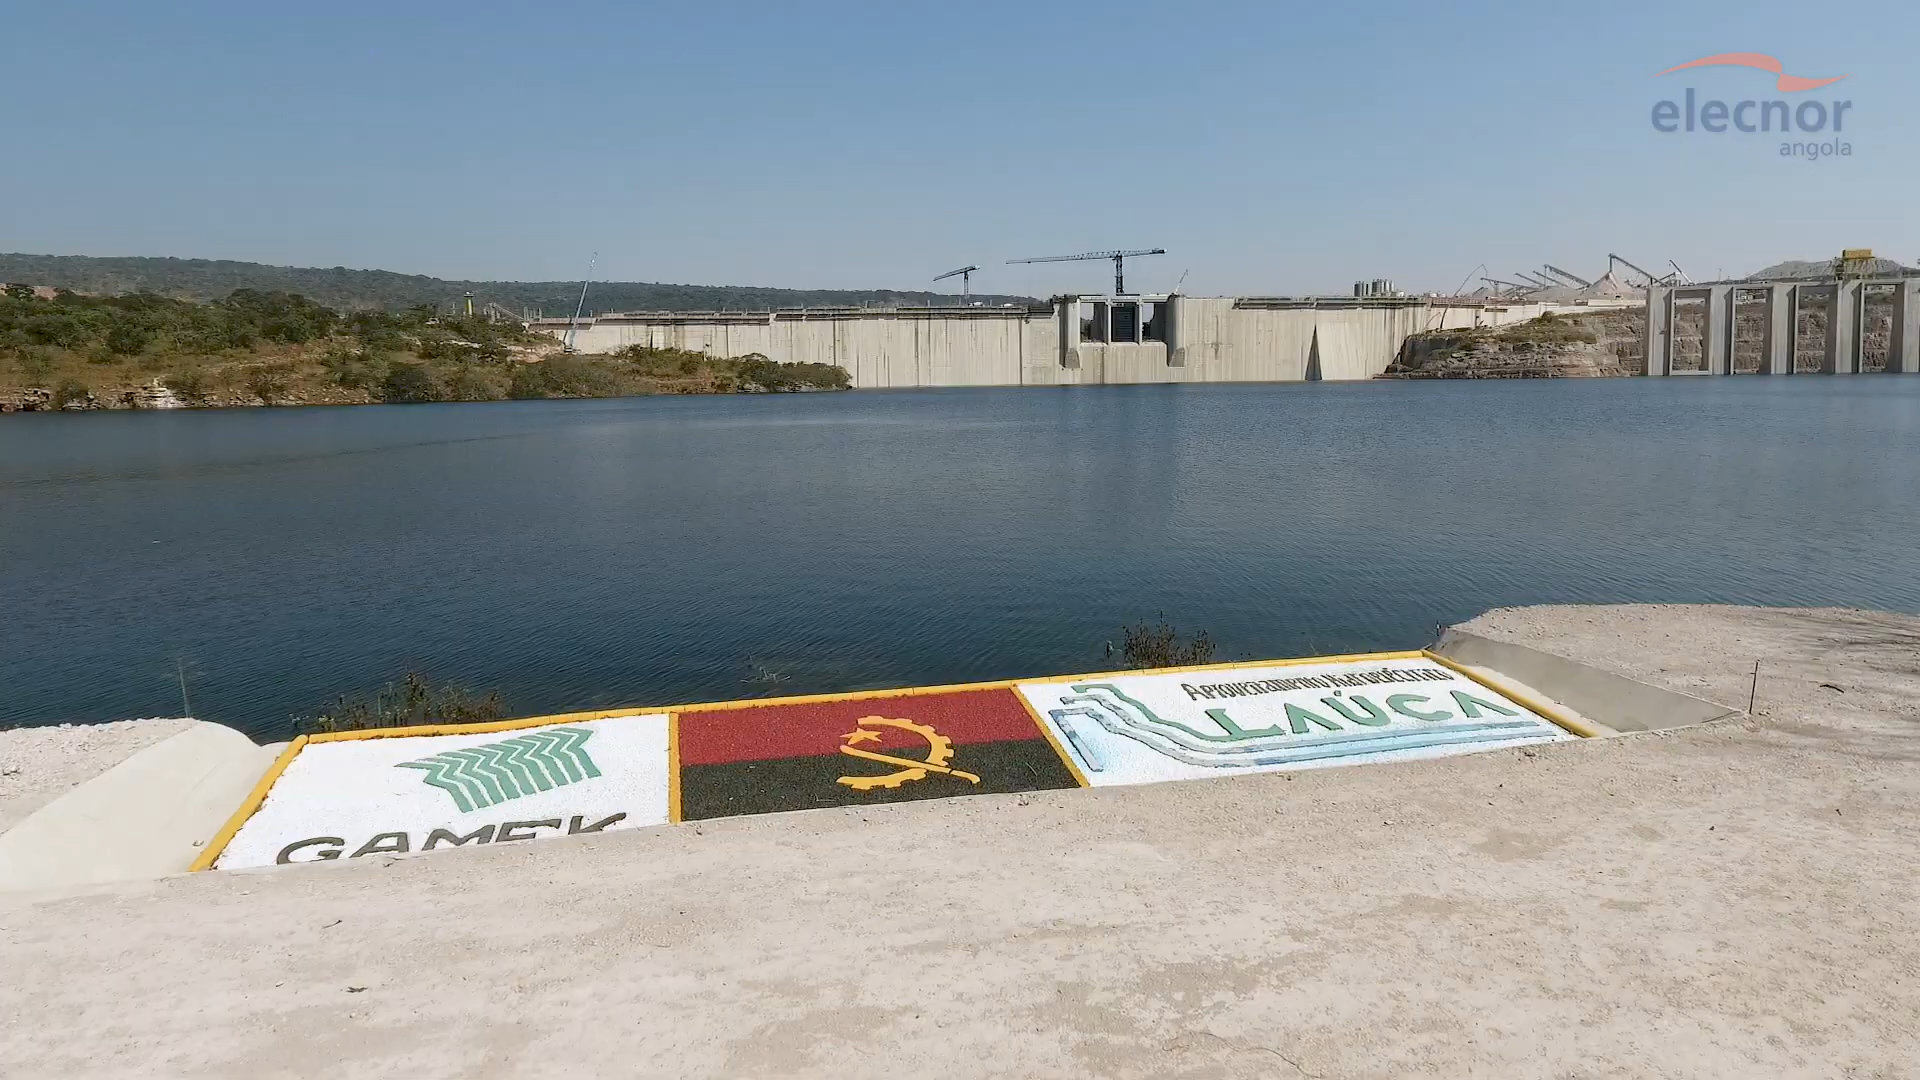 elecnor
angola
APROVEITAMENTO HIDROELÉCTRICO
LAÚCA
GAMEK